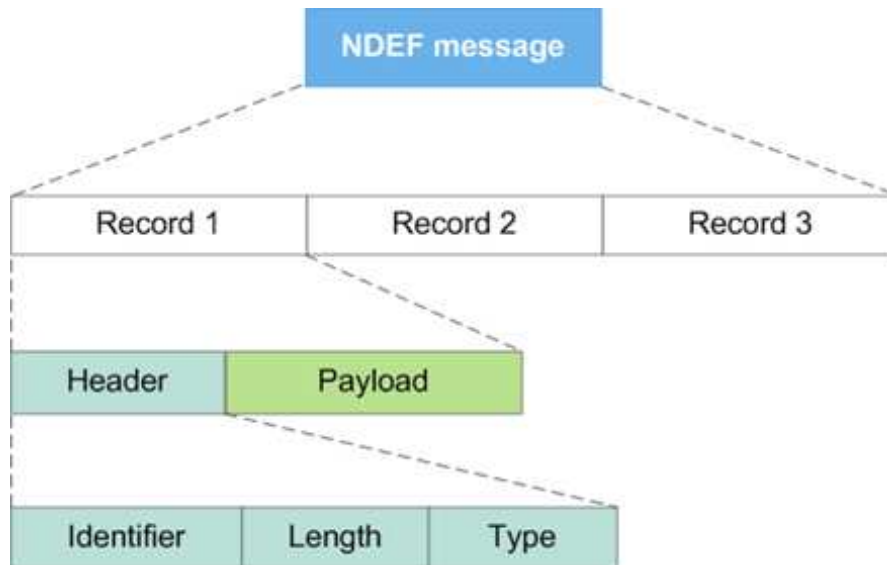 NDEF message
Record 1 Record 2 Record 3
Header Payload
Identifier Length Type